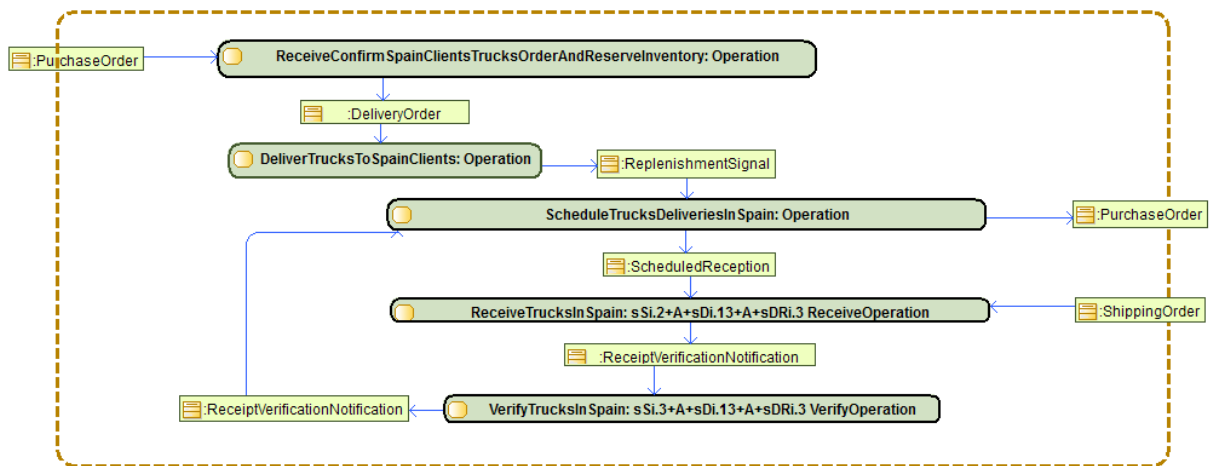 ReceiveConfirmSpainClientsTrucksOrderAndReserveInventory: Operation
:PurchaseOrder
:DeliveryOrder
DeliverTrucksToSpainClients: Operation
:ReplenishmentSignal
ScheduleTrucksDeliveriesInSpain: Operation
:PurchaseOrder
:ScheduledReception
ReceiveTrucksInSpain: sSi.2+A+sDi.13+A+sDRi.3 ReceiveOperation
:ShippingOrder
:ReceiptVerificationNotification
:ReceiptVerificationNotification
VerifyTrucksInSpain: sSi.3+A+sDi.13+A+sDRi.3 VerifyOperation